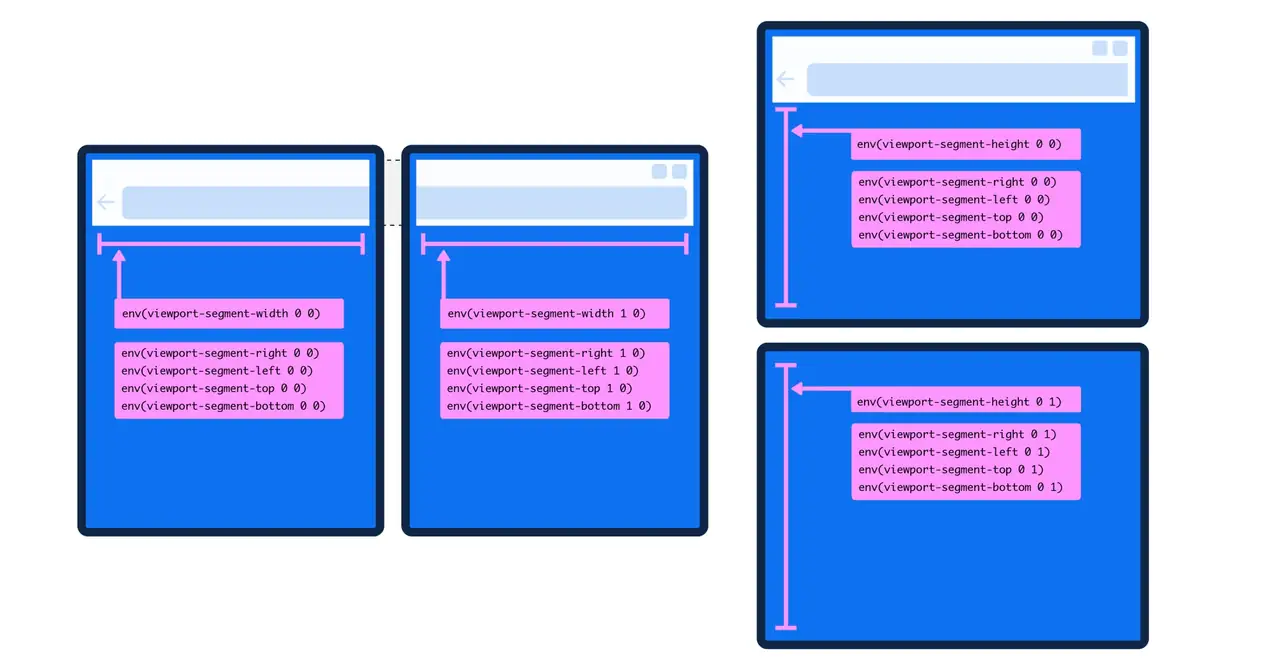 env(viewport-segment-width 0 0)
env(viewport-segment-right 0 0)
env(viewport-segment-left 0 0)
env(viewport-segment-top 0 0)
env(viewport-segment-bottom 0 0)
env(viewport-segment-width 1 0)
env(viewport-segment-right 1 0)
env(viewport-segment-left 1 0)
env(viewport-segment-top 1 0)
env(viewport-segment-bottom 1 0)
env(viewport-segment-height 0 0)
env(viewport-segment-right 0 0)
env(viewport-segment-left 0 0)
env(viewport-segment-top 0 0)
env(viewport-segment-bottom 0 0)
env(viewport-segment-height 0 1)
env(viewport-segment-right 0 1)
env(viewport-segment-left 0 1)
env(viewport-segment-top 0 1)
env(viewport-segment-bottom 0 1)